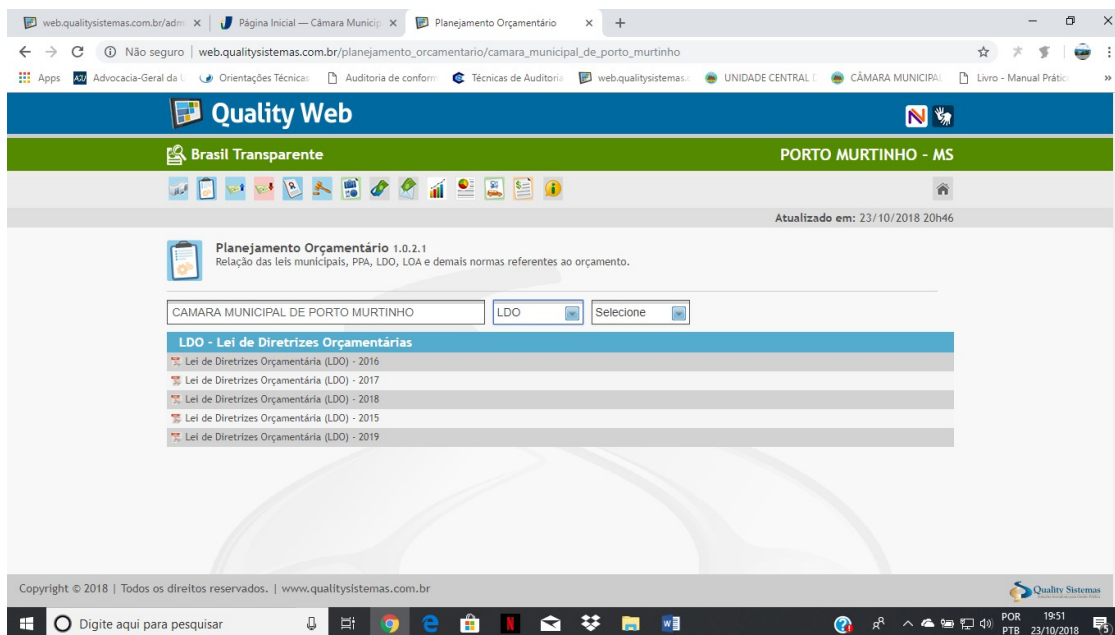 web.qualitysistemas.com.br/adm
Página Inicial — Câmara Municip
Planejamento Orçamentário
Não seguro | web.qualitysistemas.com.br/planejamento_orcamentario/camara_municipal_de_porto_murtinho
Apps
AGU
Advocacia-Geral da U
Orientações Técnicas
Auditoria de conform
Técnicas de Auditoria
web.qualitysistemas.c
UNIDADE CENTRAL D
CÂMARA MUNICIPAL
Livro - Manual Prátic
Quality Web
Brasil Transparente
PORTO MURTINHO - MS
Atualizado em: 23/10/2018 20h46
Planejamento Orçamentário 1.0.2.1
Relação das leis municipais, PPA, LDO, LOA e demais normas referentes ao orçamento.
CAMARA MUNICIPAL DE PORTO MURTINHO
LDO
Selecione
LDO - Lei de Diretrizes Orçamentárias
Lei de Diretrizes Orçamentária (LDO) - 2016
Lei de Diretrizes Orçamentária (LDO) - 2017
Lei de Diretrizes Orçamentária (LDO) - 2018
Lei de Diretrizes Orçamentária (LDO) - 2015
Lei de Diretrizes Orçamentária (LDO) - 2019
Copyright © 2018 | Todos os direitos reservados. | www.qualitysistemas.com.br
Quality Sistemas
Digite aqui para pesquisar
POR
PTB
19:51
23/10/2018